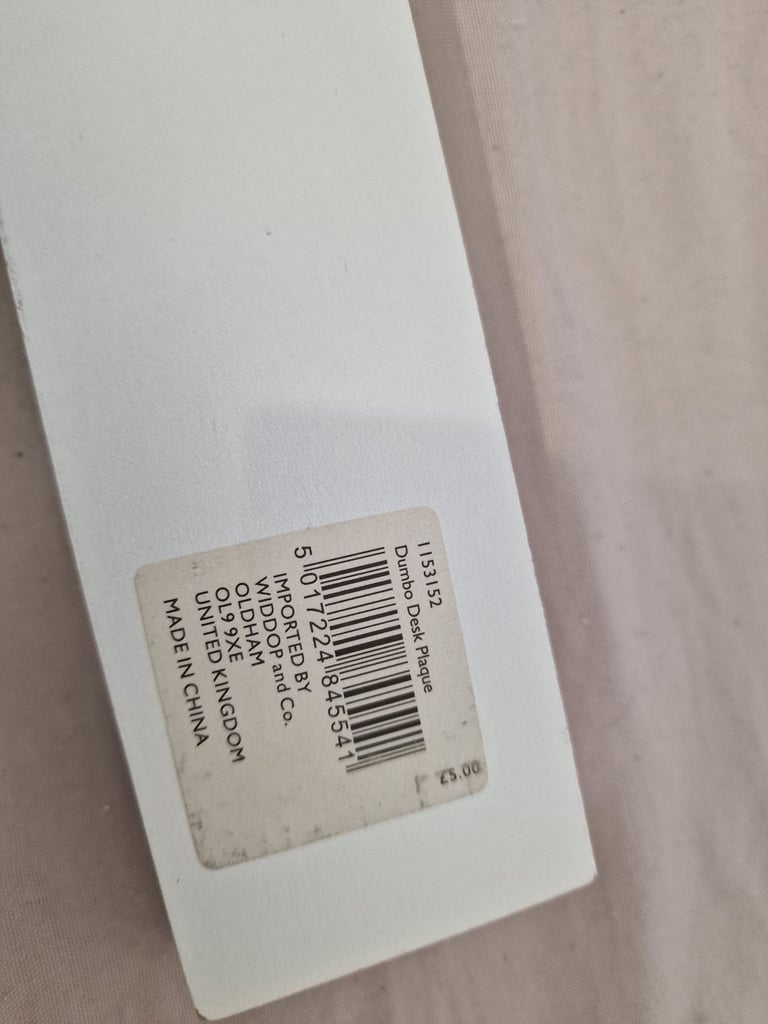 1153152
Dumbo Desk Plaque
5 017224 845541
IMPORTED BY
WIDDOP and Co.
OLDHAM
OL9 9XE
UNITED KINGDOM
MADE IN CHINA
£5.00